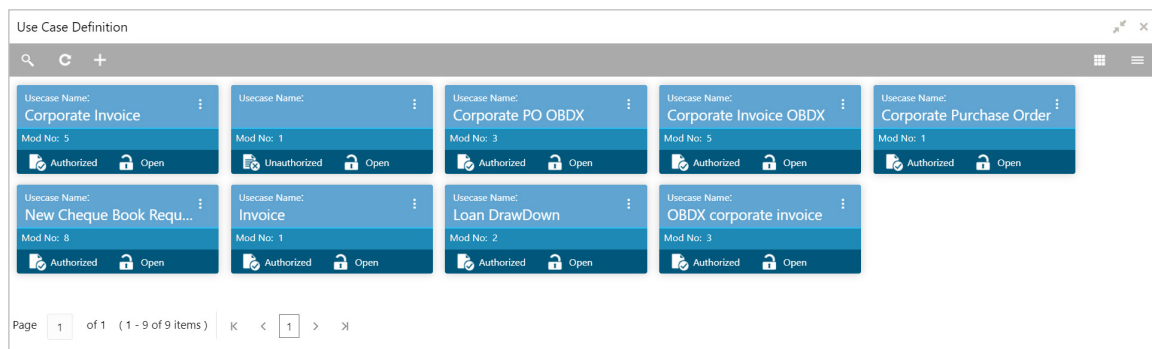 Use Case Definition
Usecase Name: Usecase Name: Usecase Name: Usecase Name: Usecase Name:
Corporate Invoice Corporate PO OBDX Corporate Invoice OBDX Corporate Purchase Order
Mod No: 5 Mod No: 1 Mod No: 3 Mod No: 5 Mod No: 1
Authorized Open Unauthorized Open Authorized Open Authorized Open Authorized Open
Usecase Name: Usecase Name: Usecase Name: Usecase Name:
New Cheque Book Requ... Invoice Loan DrawDown OBDX corporate invoice
Mod No: 8 Mod No: 1 Mod No: 2 Mod No: 3
Authorized Open Authorized Open Authorized Open Authorized Open
Page 1 of 1 ( 1 - 9 of 9 items ) 1